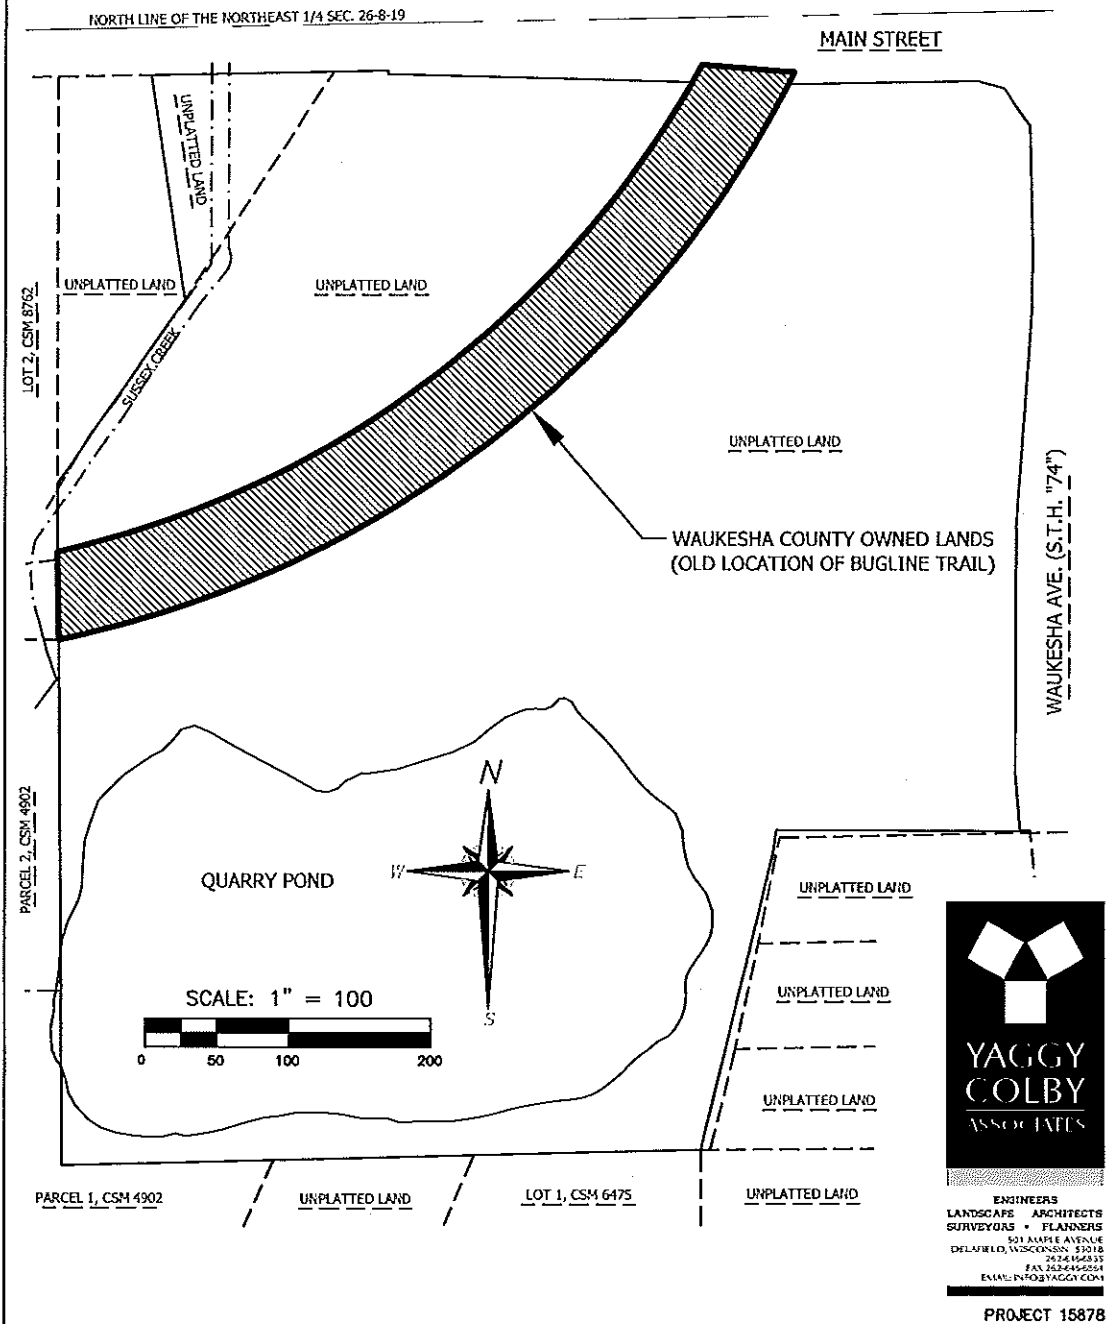 NORTH LINE OF THE NORTHEAST 1/4 SEC. 26-8-19
MAIN STREET
UNPLATTED LAND
LOT 2, CSM 8762
UNPLATTED LAND
UNPLATTED LAND
SUSSEX CREEK
UNPLATTED LAND
WAUKESHA COUNTY OWNED LANDS
(OLD LOCATION OF BUGLINE TRAIL)
WAUKESHA AVE. (S.T.H. "74")
PARCEL 2, CSM 4902
QUARRY POND
N
W
E
S
SCALE: 1" = 100
0 50 100 200
UNPLATTED LAND
UNPLATTED LAND
UNPLATTED LAND
PARCEL 1, CSM 4902
UNPLATTED LAND
LOT 1, CSM 6475
UNPLATTED LAND
YAGGY
COLBY
ASSOCIATES
ENGINEERS
LANDSCAPE ARCHITECTS
SURVEYORS • PLANNERS
501 MAPLE AVENUE
DELAFIELD, WISCONSIN 53018
EMAIL: INFO@YAGGY.COM
PROJECT 15878